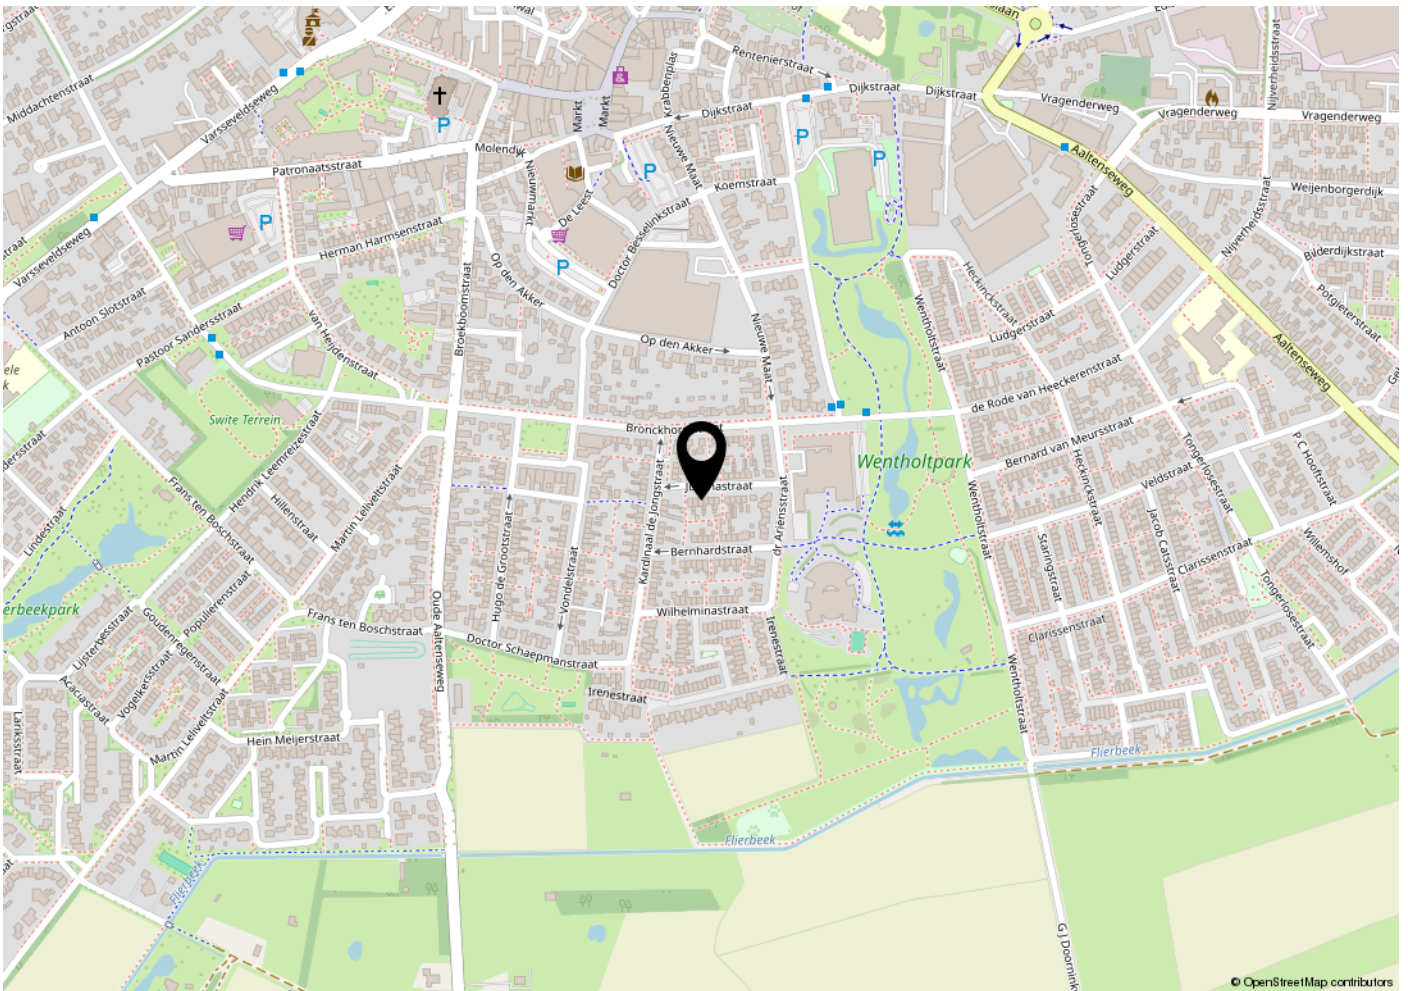 Rentenierstraat
Krabbenplas
Middachtenstraat
Varsseveldseweg
Markt
Markt
Dijkstraat
Dijkstraat
Dijkstraat
Vragenderweg
Vragenderweg
Vragenderweg
Nijverheidsstraat
P
P
P
P
P
P
Molendijk
Nieuwe Maat
Aaltenseweg
Patronaatsstraat
Nieuwmarkt
Koemstraat
Weijenborgerdijk
De Leest
Doctor Besselinkstraat
Tongerlosestraat
Nijverheidsstraat
Ludgerstraat
Herman Harmsenstraat
Varsseveldseweg
Bilderdijkstraat
Op den Akker
Heckinckstraat
Potgieterstraat
Antoon Slotstraat
Broekboomstraat
Wentholtstraat
Pastoor Sandersstraat
van Heijdenstraat
Nieuwe Maat
Ludgerstraat
Op den Akker
Aaltenseweg
de Rode van Heeckerenstraat
Swite Terrein
Hendrik Leemreizestraat
Bernard van Meursstraat
Wentholtpark
Tongerlosestraat
P C Hooftstraat
Heckinckstraat
Veldstraat
Frans ten Boschstraat
Hillenstraat
Martin Leliveltstraat
Kardinaal de Jongstraat
dr Ariensstraat
Wentholtstraat
Lindestraat
Hugo de Grootstraat
Vondelstraat
Bernhardstraat
Staringstraat
Jacob Catsstraat
Clarissenstraat
Willemshof
Tongerlosestraat
Populierenstraat
Goudenregenstraat
Lijsterbesstraat
Frans ten Boschstraat
Oude Aaltenseweg
Wilhelminastraat
Irenestraat
Clarissenstraat
Vogelkersstraat
Acaciastraat
Doctor Schaepmanstraat
Wentholtstraat
Irenestraat
Lariksstraat
Martin Leliveltstraat
Hein Meijerstraat
Flierbeek
Flierbeek
Flierbeek
© OpenStreetMap contributors